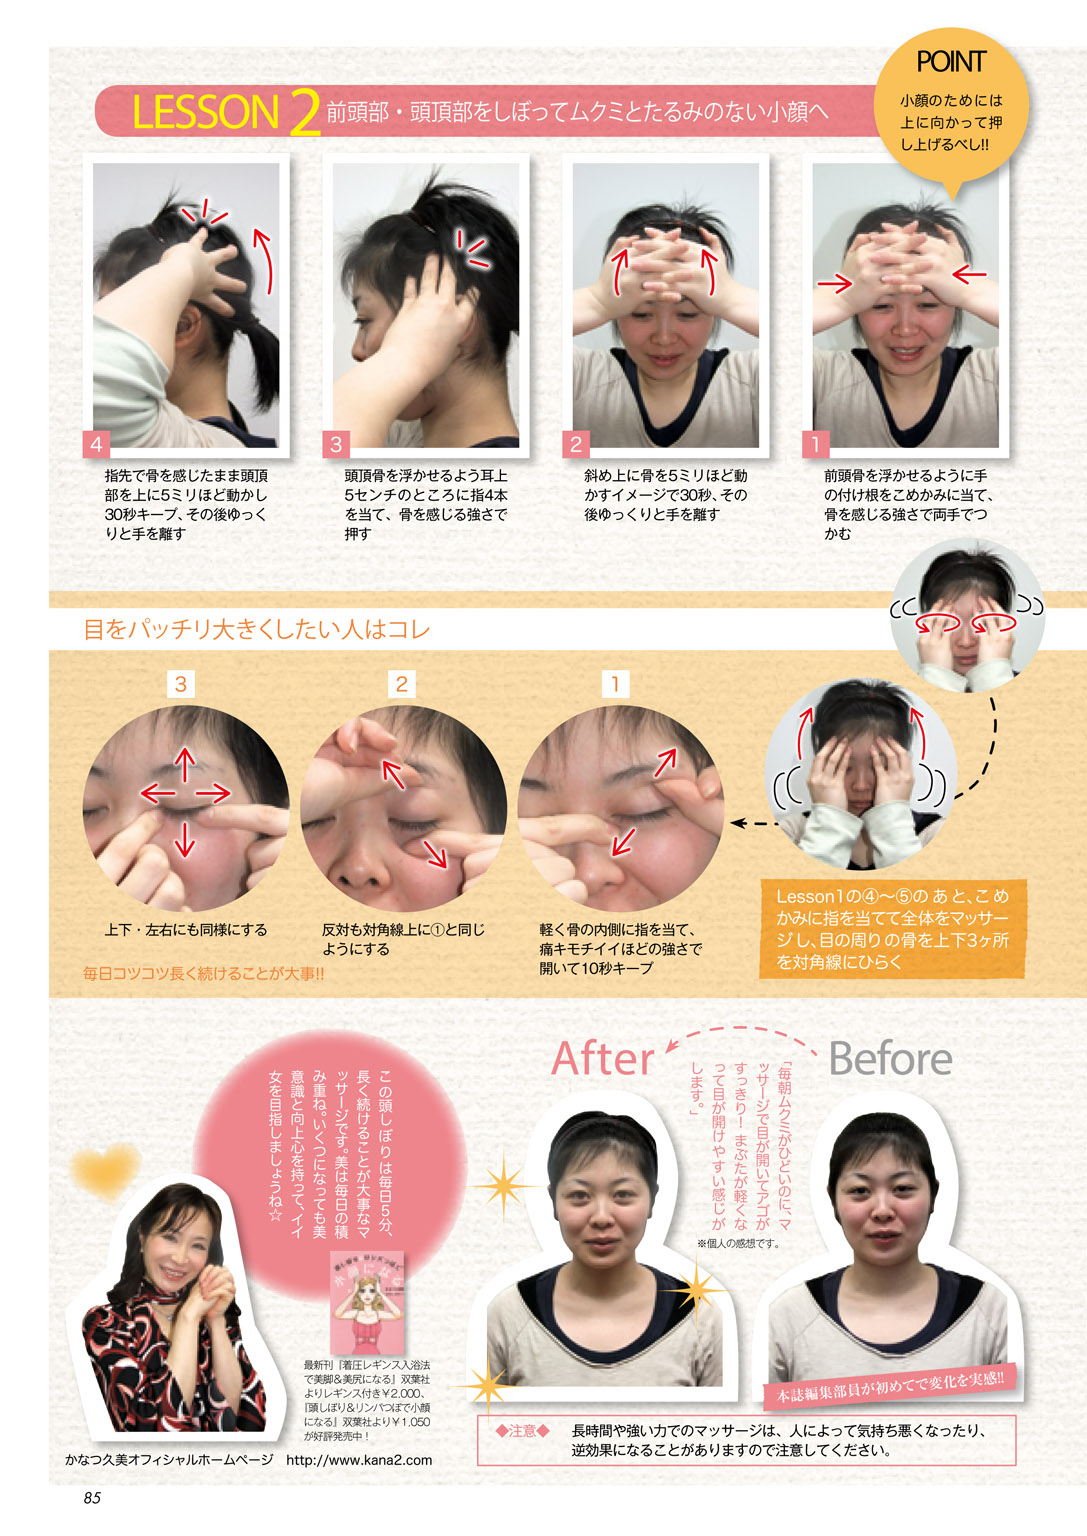 LESSON 2 前頭部・頭頂部をしぼってムクミとたるみのない小顔へ
POINT
小顔のためには
上に向かって押
し上げるべし!!
1
前頭骨を浮かせるように手
の付け根をこめかみに当て、
骨を感じる強さで両手でつ
かむ
2
斜め上に骨を5ミリほど動
かすイメージで30秒、その
後ゆっくりと手を離す
3
頭頂骨を浮かせるよう耳上
5センチのところに指4本
を当て、骨を感じる強さで
押す
4
指先で骨を感じたまま頭頂
部を上に5ミリほど動かし
30秒キープ、その後ゆっく
りと手を離す
目をパッチリ大きくしたい人はコレ
Lesson1の④〜⑤のあと、こめ
かみに指を当てて全体をマッサー
ジし、目の周りの骨を上下3ヶ所
を対角線にひらく
1
軽く骨の内側に指を当て、
痛キモチイイほどの強さで
開いて10秒キープ
2
反対も対角線上に①と同じ
ようにする
3
上下・左右にも同様にする
毎日コツコツ長く続けることが大事!!
Before
After
「毎朝ムクミがひどいのに、マ
ッサージで目が開いてアゴが
すっきり！ まぶたが軽くな
って目が開けやすい感じが
します。」
※個人の感想です。
本誌編集部員が初めてで変化を実感!!
この頭しぼりは毎日5分、
長く続けることが大事なマ
ッサージです。美は毎日の積
み重ね。いくつになっても美
意識と向上心を持って、イイ
女を目指しましょうね☆
小顔になる
最新刊『着圧レギンス入浴法
で美脚＆美尻になる』双葉社
よりレギンス付き￥2,000、
『頭しぼり&リンパつぼで小顔
になる』双葉社より￥1,050
が好評発売中！
かなつ久美オフィシャルホームページ http://www.kana2.com
◆注意◆ 長時間や強い力でのマッサージは、人によって気持ち悪くなったり、
逆効果になることがありますので注意してください。
85